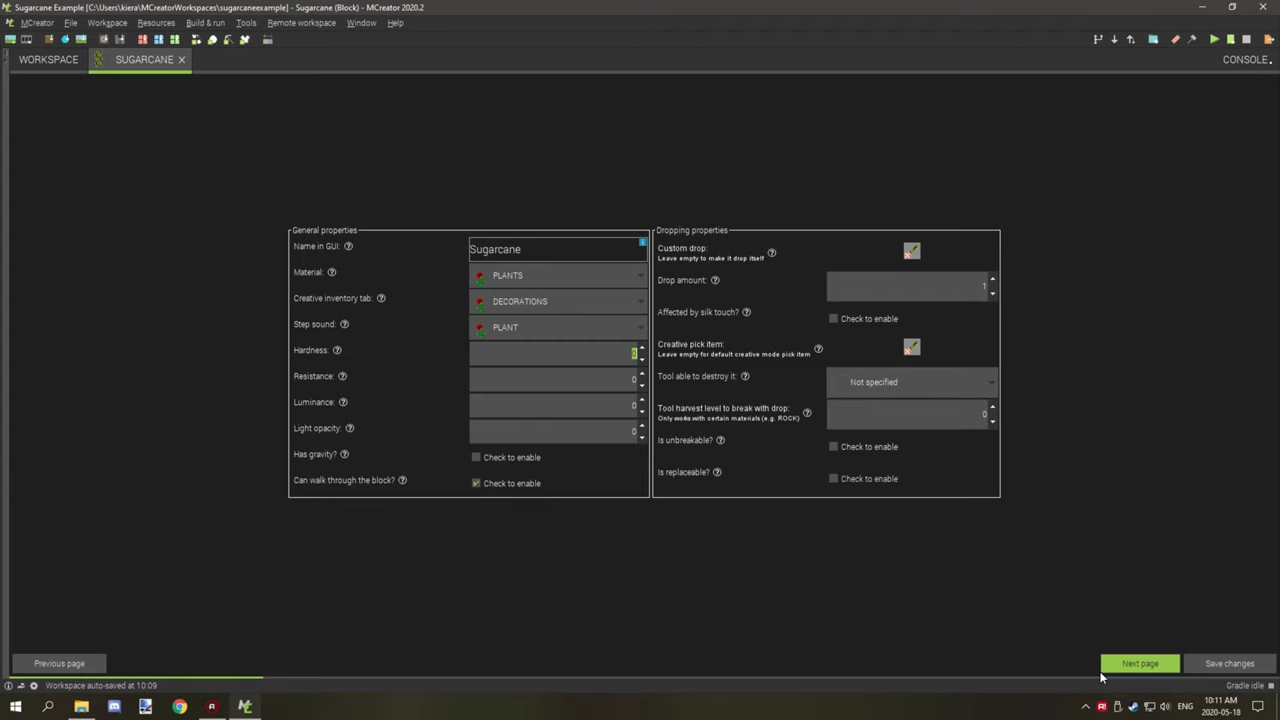 Sugarcane Example [C:\Users\kiera\MCreatorWorkspaces\sugarcaneexample] - Sugarcane (Block) - MCreator 2020.2
MCreator File Workspace Resources Build & run Tools Remote workspace Window Help
WORKSPACE SUGARCANE CONSOLE
General properties
Name in GUI: Sugarcane
Material: PLANTS
Creative inventory tab: DECORATIONS
Step sound: PLANT
Hardness: 0
Resistance: 0
Luminance: 0
Light opacity: 0
Has gravity? Check to enable
Can walk through the block? Check to enable
Dropping properties
Custom drop:
Leave empty to make it drop itself
Drop amount: 1
Affected by silk touch? Check to enable
Creative pick item:
Leave empty for default creative mode pick item
Tool able to destroy it: Not specified
Tool harvest level to break with drop: 0
Only works with certain materials (e.g. ROCK)
Is unbreakable? Check to enable
Is replaceable? Check to enable
Previous page Next page Save changes
Workspace auto-saved at 10:09 Gradle idle
ENG 10:11 AM
2020-05-18